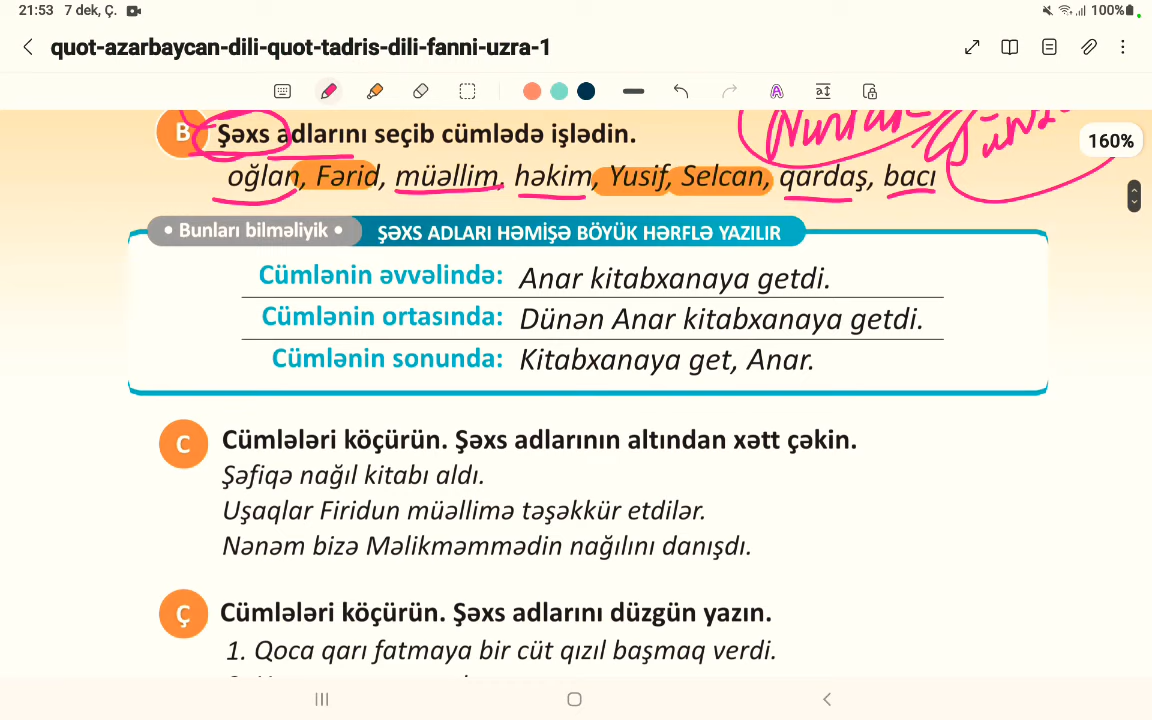 21:53 7 dek, Ç. 100%
quot-azarbaycan-dili-quot-tadris-dili-fanni-uzra-1
160%
B Şəxs adlarını seçib cümlədə işlədin.
oğlan, Fərid, müəllim, həkim, Yusif, Selcan, qardaş, bacı
• Bunları bilməliyik • ŞƏXS ADLARI HƏMİŞƏ BÖYÜK HƏRFLƏ YAZILIR
Cümlənin əvvəlində: Anar kitabxanaya getdi.
Cümlənin ortasında: Dünən Anar kitabxanaya getdi.
Cümlənin sonunda: Kitabxanaya get, Anar.
C Cümlələri köçürün. Şəxs adlarının altından xətt çəkin.
Şəfiqə nağıl kitabı aldı.
Uşaqlar Firidun müəllimə təşəkkür etdilər.
Nənəm bizə Məlikməmmədin nağılını danışdı.
Ç Cümlələri köçürün. Şəxs adlarını düzgün yazın.
1. Qoca qarı fatmaya bir cüt qızıl başmaq verdi.